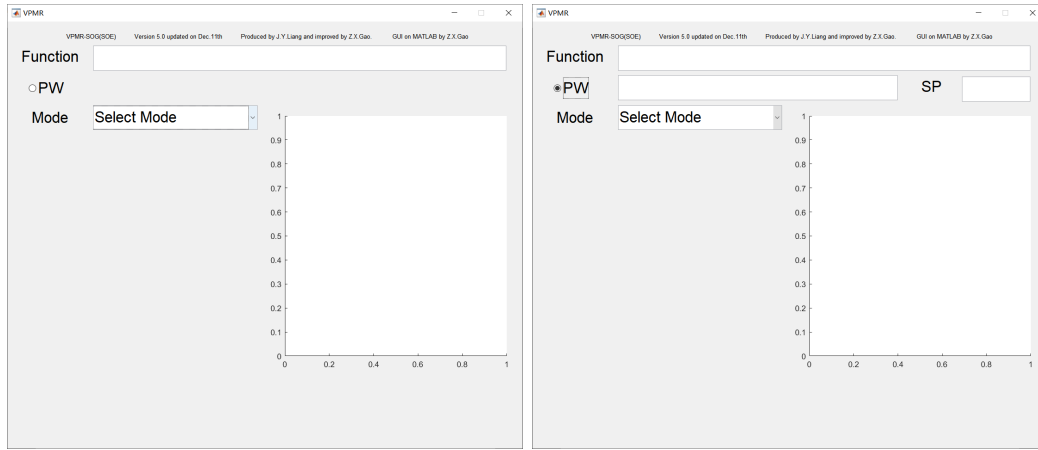 VPMR
VPMR-SOG(SOE) Version 5.0 updated on Dec.11th Produced by J.Y.Liang and improved by Z.X.Gao. GUI on MATLAB by Z.X.Gao
Function
PW
Mode Select Mode
1
0.9
0.8
0.7
0.6
0.5
0.4
0.3
0.2
0.1
0
0 0.2 0.4 0.6 0.8 1
VPMR
VPMR-SOG(SOE) Version 5.0 updated on Dec.11th Produced by J.Y.Liang and improved by Z.X.Gao. GUI on MATLAB by Z.X.Gao
Function
PW SP
Mode Select Mode
1
0.9
0.8
0.7
0.6
0.5
0.4
0.3
0.2
0.1
0
0 0.2 0.4 0.6 0.8 1